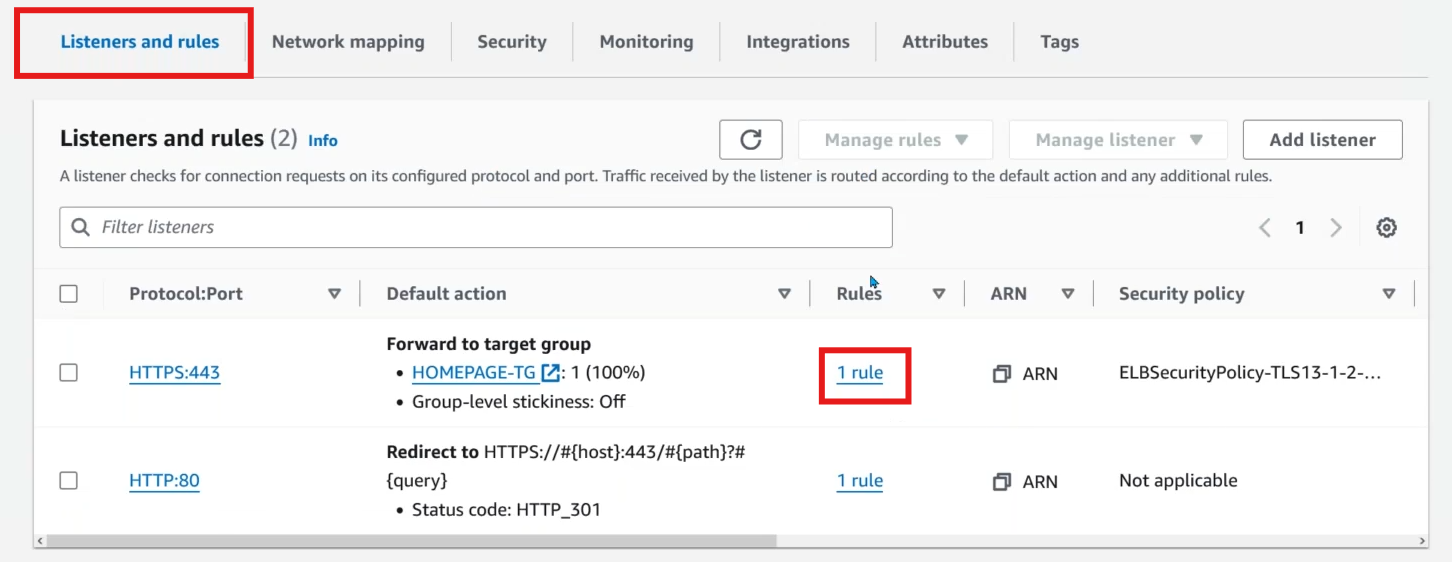 Listeners and rules Network mapping Security Monitoring Integrations Attributes Tags
Listeners and rules (2) Info Manage rules Manage listener Add listener
A listener checks for connection requests on its configured protocol and port. Traffic received by the listener is routed according to the default action and any additional rules.
Filter listeners 1
Protocol:Port Default action Rules ARN Security policy
Forward to target group
HTTPS:443 • HOMEPAGE-TG : 1 (100%) 1 rule ARN ELBSecurityPolicy-TLS13-1-2-...
• Group-level stickiness: Off
Redirect to HTTPS://#{host}:443/#{path}?#
HTTP:80 {query} 1 rule ARN Not applicable
• Status code: HTTP_301